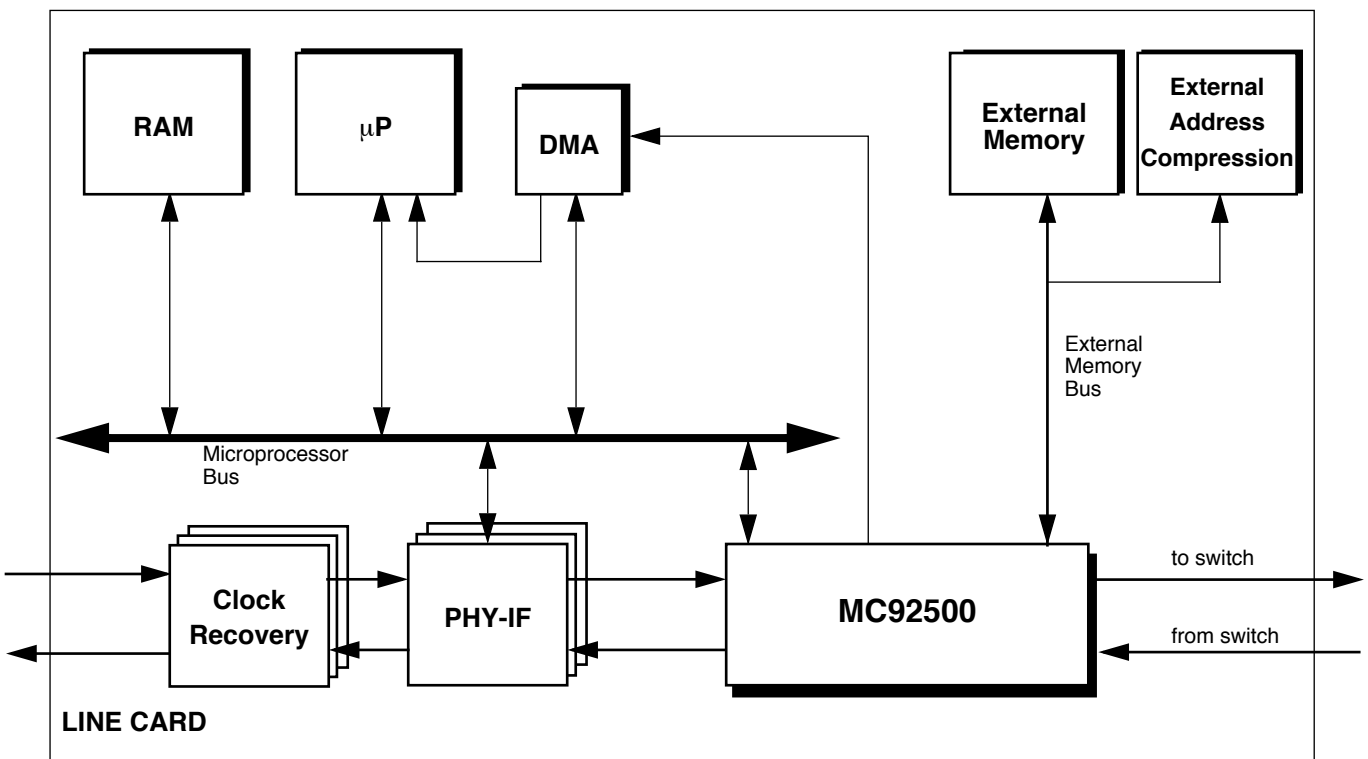 RAM
μP
DMA
External
Memory
External
Address
Compression
External
Memory
Bus
Microprocessor
Bus
Clock
Recovery
PHY-IF
MC92500
to switch
from switch
LINE CARD